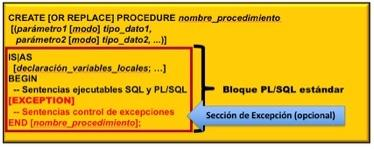 CREATE [OR REPLACE] PROCEDURE nombre_procedimiento
[(parámetro1 [modo] tipo_dato1,
parámetro2 [modo] tipo_dato2, ...)]
IS|AS
[declaración_variables_locales; …]
BEGIN
-- Sentencias ejecutables SQL y PL/SQL
[EXCEPTION]
-- Sentencias control de excepciones
END [nombre_procedimiento];
Bloque PL/SQL estándar
Sección de Excepción (opcional)